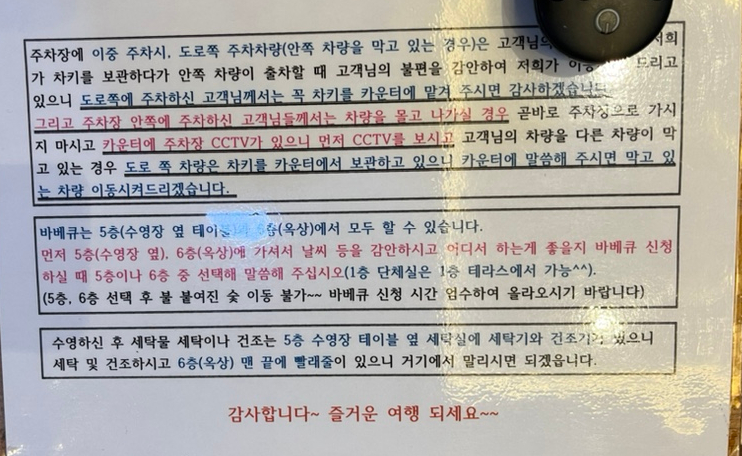 주차장에 이중 주차시, 도로쪽 주차차량(안쪽 차량을 막고 있는 경우)은 고객님의 저희
가 차키를 보관하다가 안쪽 차량이 출차할 때 고객님의 불편을 감안하여 저희가 드리고
있으니 도로쪽에 주차하신 고객님께서는 꼭 차키를 카운터에 맡겨 주시면 감사하겠습니다.
그리고 주차장 안쪽에 주차하신 고객님들께서는 차량을 몰고 나가실 경우 곧바로 주차장으로 가시
지 마시고 카운터에 주차장 CCTV가 있으니 먼저 CCTV를 보시고 고객님의 차량을 다른 차량이 막
고 있는 경우 도로 쪽 차량은 차키를 카운터에서 보관하고 있으니 카운터에 말씀해 주시면 막고 있
는 차량 이동시켜드리겠습니다.
바베큐는 5층(수영장 옆 테이블)과 6층(옥상)에서 모두 할 수 있습니다.
먼저 5층(수영장 옆), 6층(옥상)에 가셔서 날씨 등을 감안하시고 어디서 하는게 좋을지 바베큐 신청
하실 때 5층이나 6층 중 선택해 말씀해 주십시오(1층 단체실은 1층 테라스에서 가능^^).
(5층, 6층 선택 후 불 붙여진 숯 이동 불가~~ 바베큐 신청 시간 엄수하여 올라오시기 바랍니다)
수영하신 후 세탁물 세탁이나 건조는 5층 수영장 테이블 옆 세탁실에 세탁기와 건조기가 있으니
세탁 및 건조하시고 6층(옥상) 맨 끝에 빨래줄이 있으니 거기에서 말리시면 되겠읍니다.
감사합니다~ 즐거운 여행 되세요~~